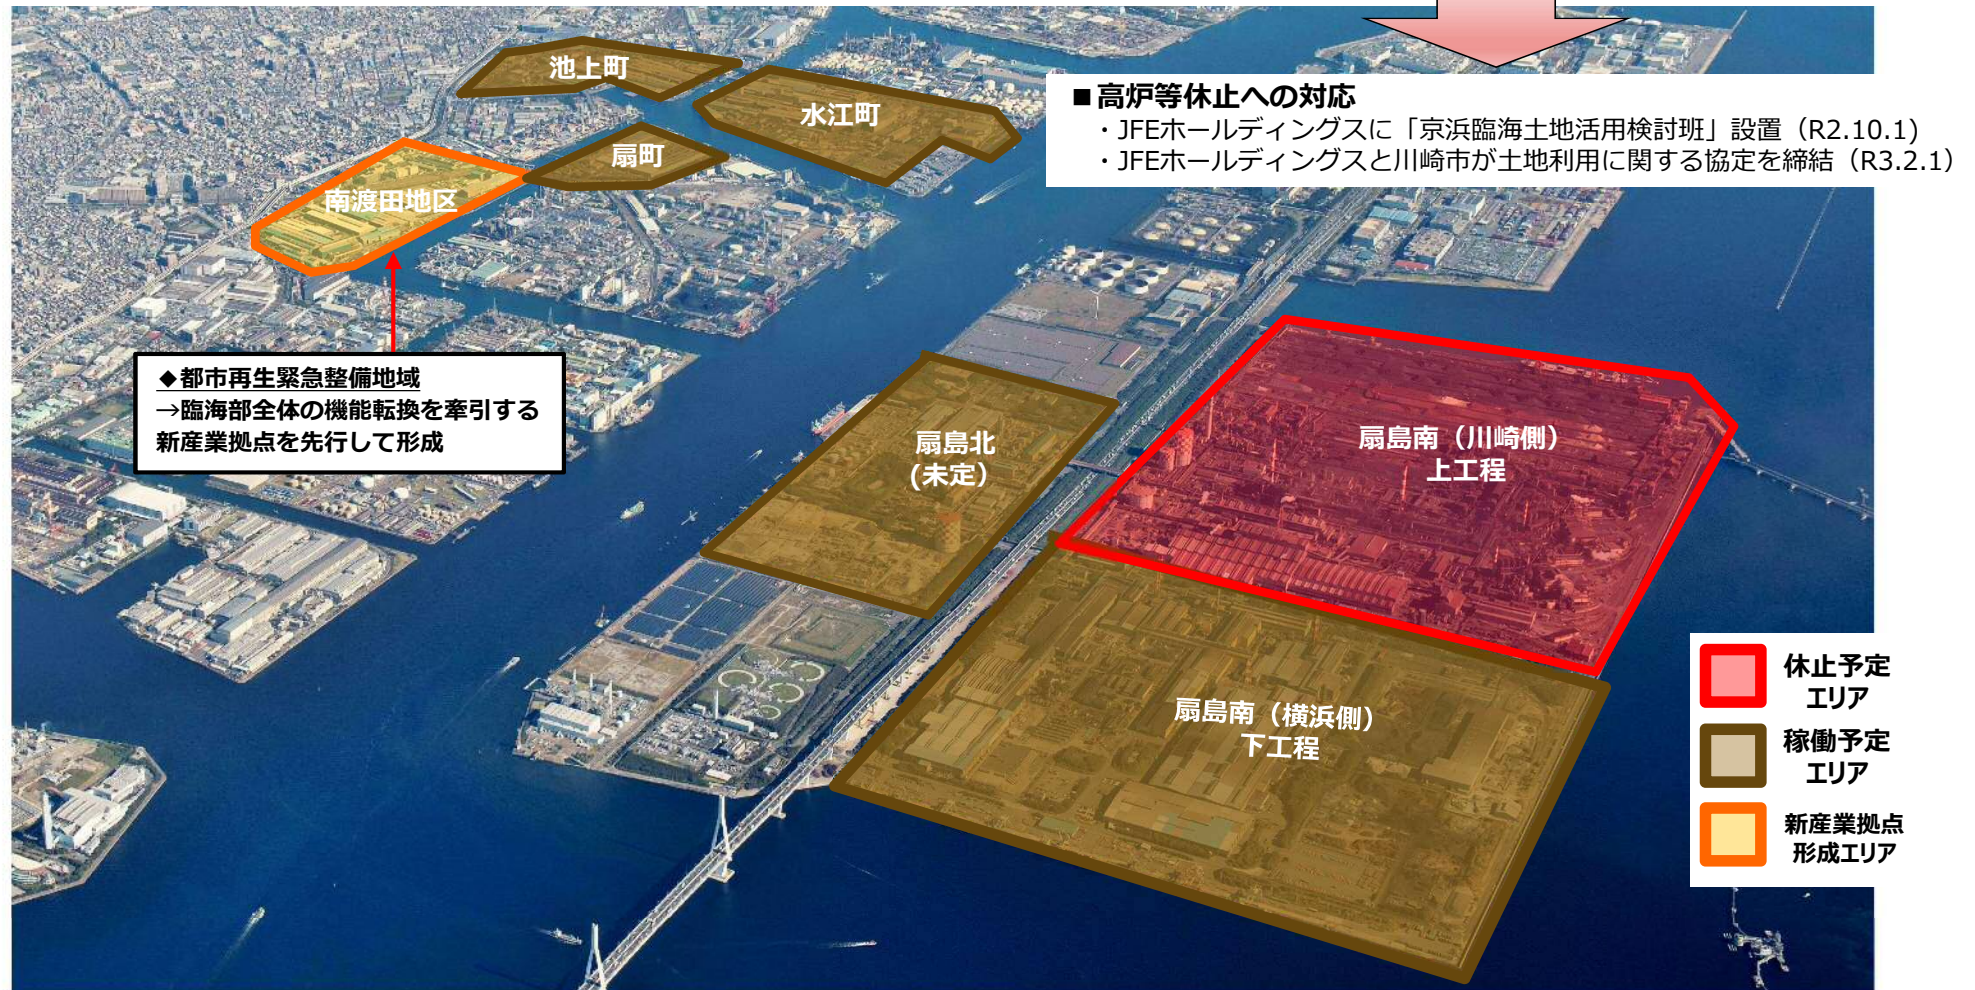 池上町
水江町
扇町
南渡田地区
■高炉等休止への対応
・JFEホールディングスに「京浜臨海土地活用検討班」設置（R2.10.1)
・JFEホールディングスと川崎市が土地利用に関する協定を締結（R3.2.1）
◆都市再生緊急整備地域
→臨海部全体の機能転換を牽引する
新産業拠点を先行して形成
扇島北
(未定）
扇島南（川崎側）
上工程
扇島南（横浜側）
下工程
休止予定
エリア
稼働予定
エリア
新産業拠点
形成エリア